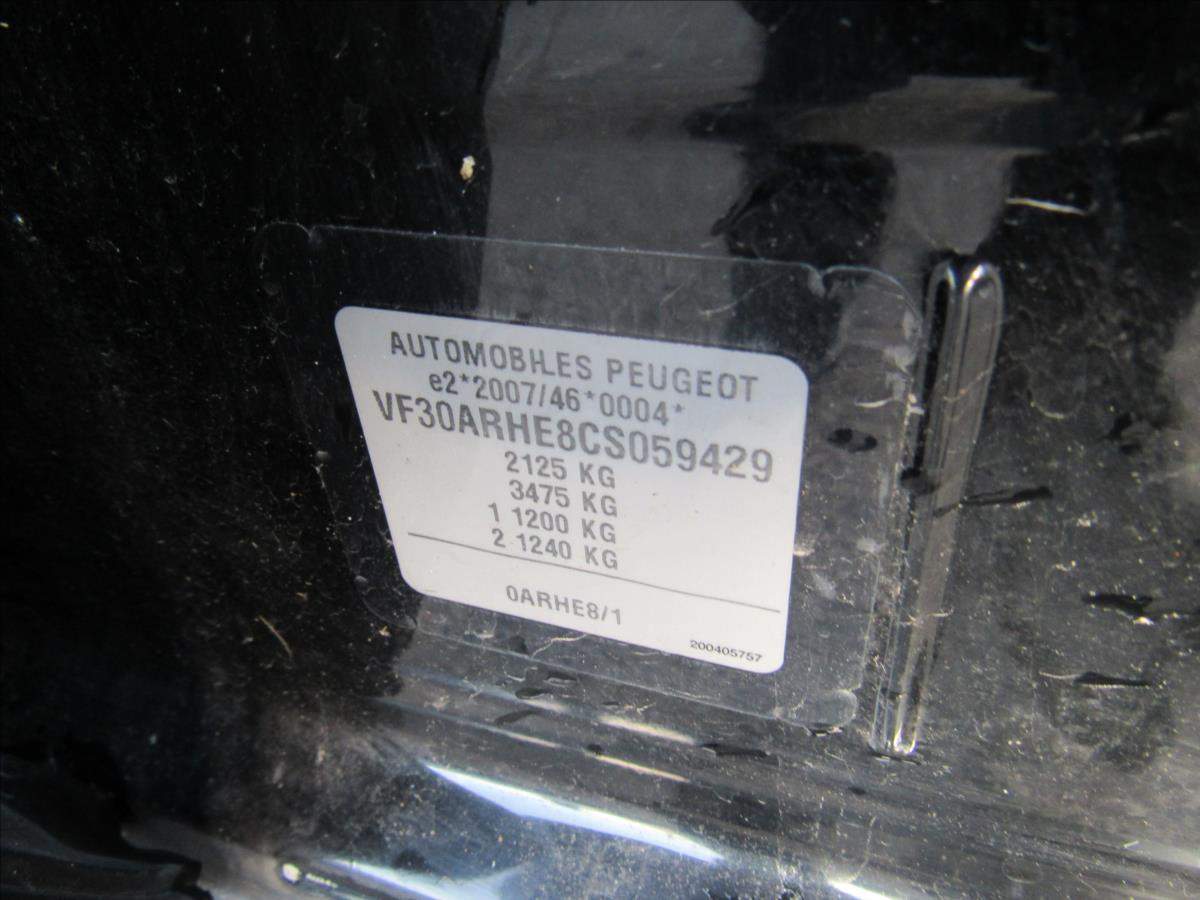 AUTOMOBILES PEUGEOT
e2*2007/46*0004*
VF30ARHE8CS059429
2125 KG
3475 KG
1 1200 KG
2 1240 KG
0ARHE8/1
200405757